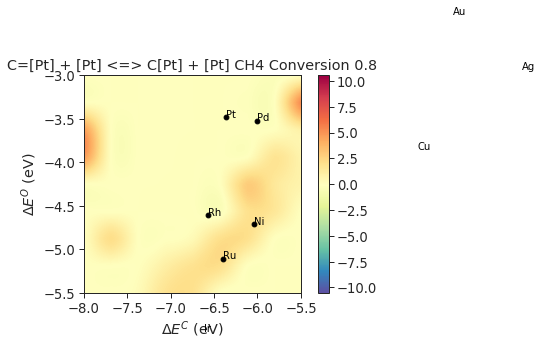 Au
C=[Pt] + [Pt] <=> C[Pt] + [Pt] CH4 Conversion 0.8
Ag
−3.0
−3.5
−4.0
−4.5
−5.0
−5.5
ΔE^O (eV)
Pt
Pd
Cu
Rh
Ni
Ru
10.0
7.5
5.0
2.5
0.0
−2.5
−5.0
−7.5
−10.0
−8.0 −7.5 −7.0 −6.5 −6.0 −5.5
ΔE^C (eV)